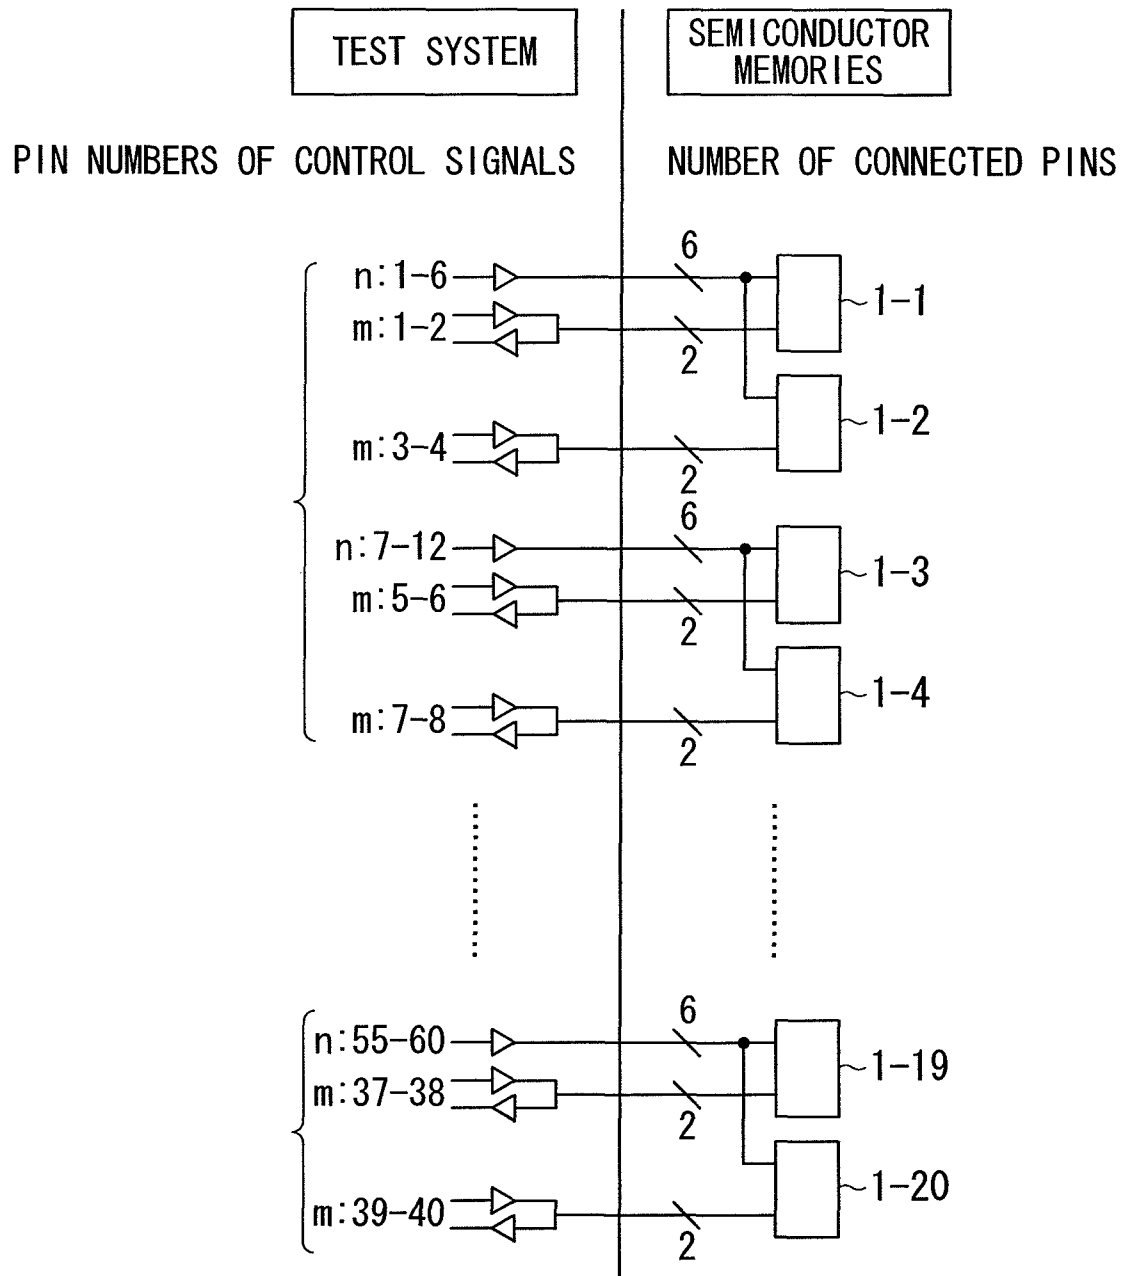 TEST SYSTEM
SEMICONDUCTOR
MEMORIES
PIN NUMBERS OF CONTROL SIGNALS
NUMBER OF CONNECTED PINS
n:1-6
6
1-1
m:1-2
2
1-2
m:3-4
2
n:7-12
6
1-3
m:5-6
2
1-4
m:7-8
2
n:55-60
6
1-19
m:37-38
2
1-20
m:39-40
2